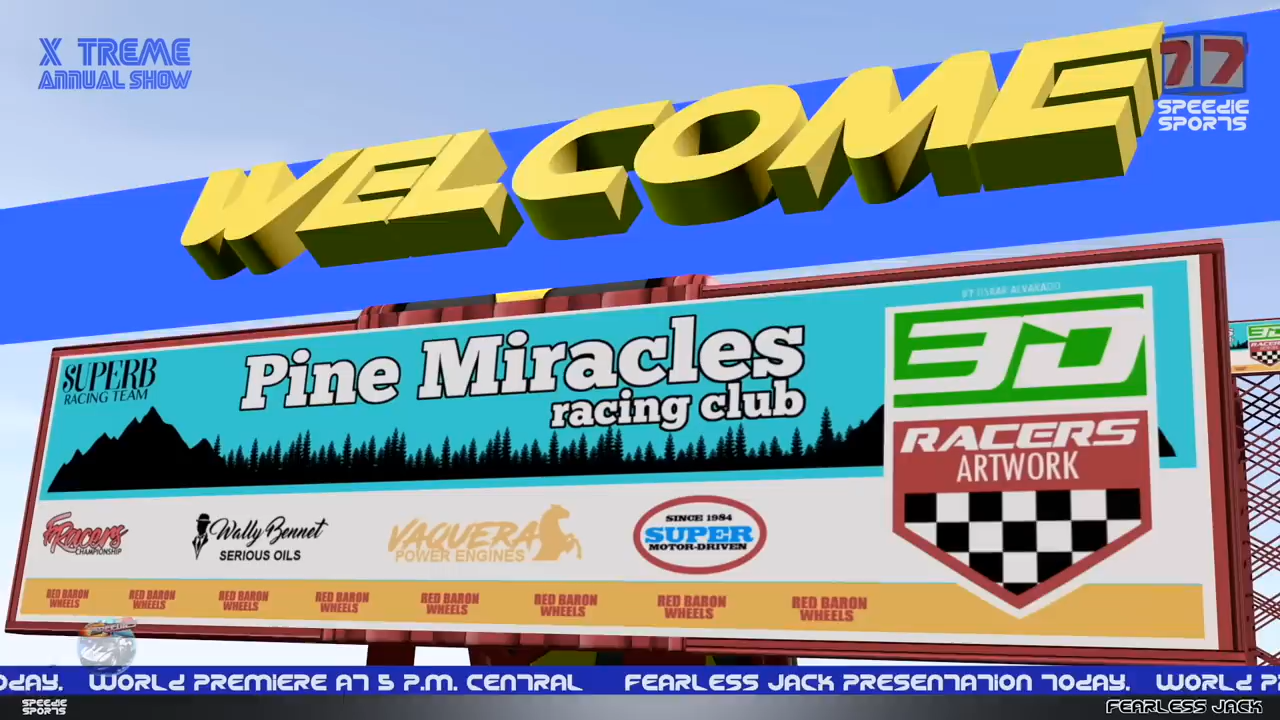 X TREME
ANNUAL SHOW
77
SPEEDIE
SPORTS
WELCOME
BY OSKAR ALVARADO
SUPERB
RACING TEAM
Pine Miracles
racing club
3D
RACERS
ARTWORK
Racers
CHAMPIONSHIP
Wally Bennet
SERIOUS OILS
VAQUERA
POWER ENGINES
SINCE 1984
SUPER
MOTOR-DRIVEN
RED BARON WHEELS
RED BARON WHEELS
RED BARON WHEELS
RED BARON WHEELS
RED BARON WHEELS
RED BARON WHEELS
RED BARON WHEELS
RED BARON WHEELS
ODAY. WORLD PREMIERE AT 5 P.M. CENTRAL FEARLESS JACK PRESENTATION TODAY. WORLD P
SPEEDIE
SPORTS
FEARLESS JACK